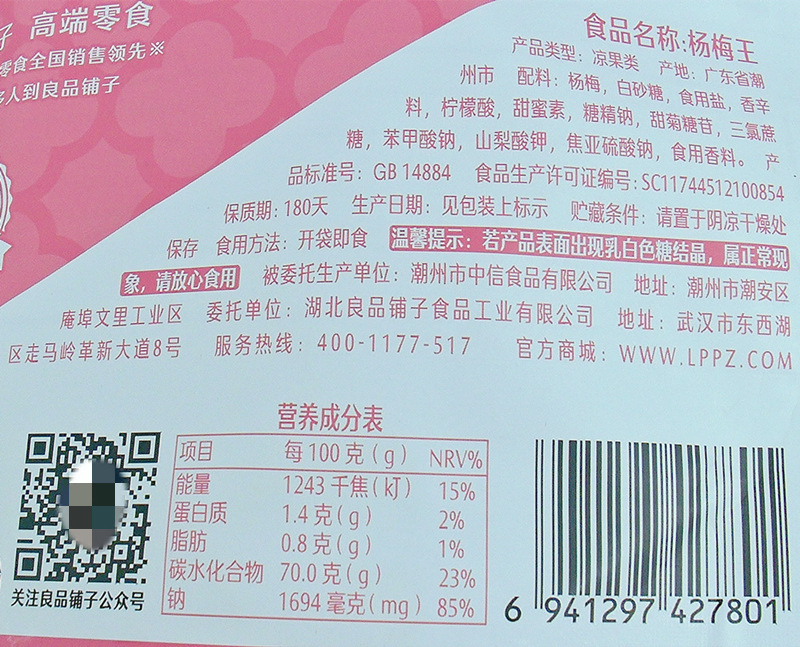 高端零食
零食全国销售领先※
人到良品铺子
食品名称:杨梅王
产品类型: 凉果类 产地: 广东省潮
州市 配料: 杨梅, 白砂糖, 食用盐, 香辛
料, 柠檬酸, 甜蜜素, 糖精钠, 甜菊糖苷, 三氯蔗
糖, 苯甲酸钠, 山梨酸钾, 焦亚硫酸钠, 食用香料。 产
品标准号: GB 14884 食品生产许可证编号: SC11744512100854
保质期: 180天 生产日期: 见包装上标示 贮藏条件: 请置于阴凉干燥处
保存 食用方法: 开袋即食 温馨提示: 若产品表面出现乳白色糖结晶, 属正常现
象, 请放心食用 被委托生产单位: 潮州市中信食品有限公司 地址: 潮州市潮安区
庵埠文里工业区 委托单位: 湖北良品铺子食品工业有限公司 地址: 武汉市东西湖
区走马岭革新大道8号 服务热线: 400-1177-517 官方商城: WWW.LPPZ.COM
营养成分表
项目 每100克(g) NRV%
能量 1243千焦(kJ) 15%
蛋白质 1.4克(g) 2%
脂肪 0.8克(g) 1%
碳水化合物 70.0克(g) 23%
钠 1694毫克(mg) 85%
关注良品铺子公众号
6 941297 427801